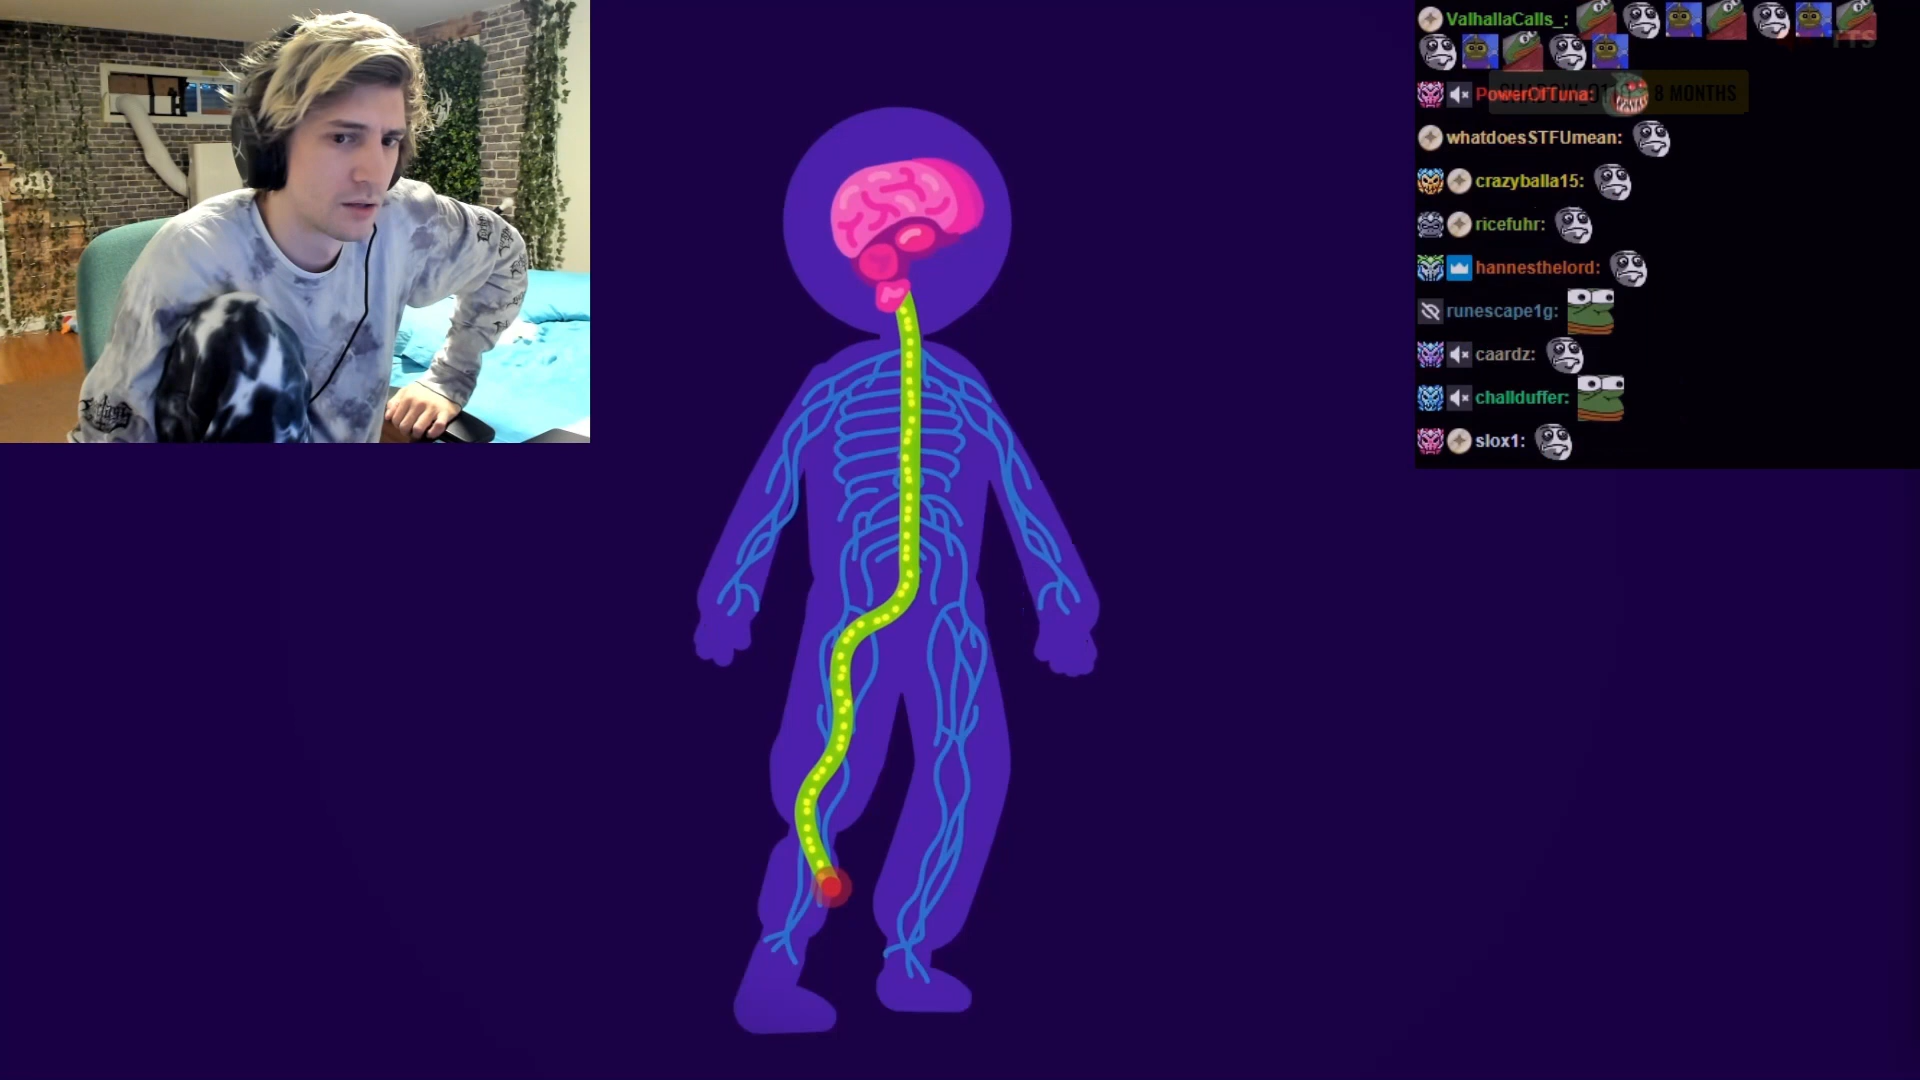 ValhallaCalls_:
PowerOfTuna:
8 MONTHS
whatdoesSTFUmean:
crazyballa15:
ricefuhr:
hannesthelord:
runescape1g:
caardz:
challduffer:
slox1: